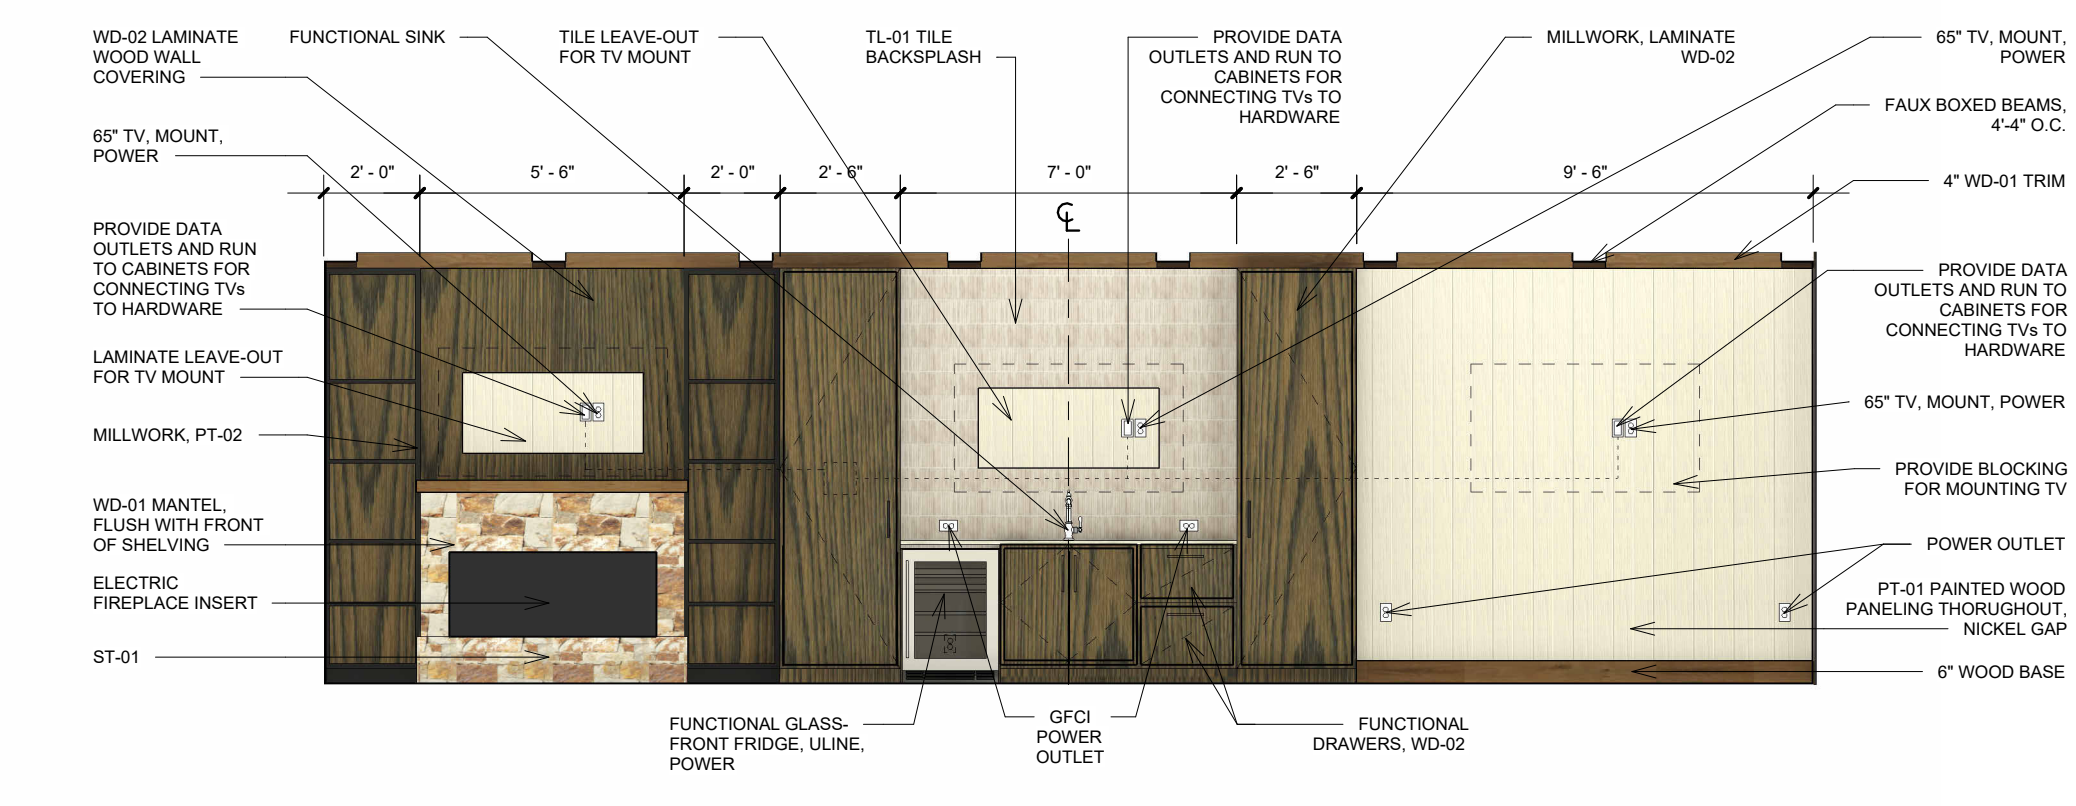 WD-02 LAMINATE
WOOD WALL
COVERING
FUNCTIONAL SINK
TILE LEAVE-OUT
FOR TV MOUNT
TL-01 TILE
BACKSPLASH
PROVIDE DATA
OUTLETS AND RUN TO
CABINETS FOR
CONNECTING TVs TO
HARDWARE
MILLWORK, LAMINATE
WD-02
65" TV, MOUNT,
POWER
FAUX BOXED BEAMS,
4'-4" O.C.
65" TV, MOUNT,
POWER
2' - 0"
5' - 6"
2' - 0"
2' - 6"
7' - 0"
2' - 6"
9' - 6"
4" WD-01 TRIM
℄
PROVIDE DATA
OUTLETS AND RUN
TO CABINETS FOR
CONNECTING TVs
TO HARDWARE
PROVIDE DATA
OUTLETS AND RUN TO
CABINETS FOR
CONNECTING TVs TO
HARDWARE
LAMINATE LEAVE-OUT
FOR TV MOUNT
65" TV, MOUNT, POWER
MILLWORK, PT-02
PROVIDE BLOCKING
FOR MOUNTING TV
WD-01 MANTEL,
FLUSH WITH FRONT
OF SHELVING
POWER OUTLET
ELECTRIC
FIREPLACE INSERT
PT-01 PAINTED WOOD
PANELING THORUGHOUT,
NICKEL GAP
ST-01
6" WOOD BASE
FUNCTIONAL GLASS-
FRONT FRIDGE, ULINE,
POWER
GFCI
POWER
OUTLET
FUNCTIONAL
DRAWERS, WD-02